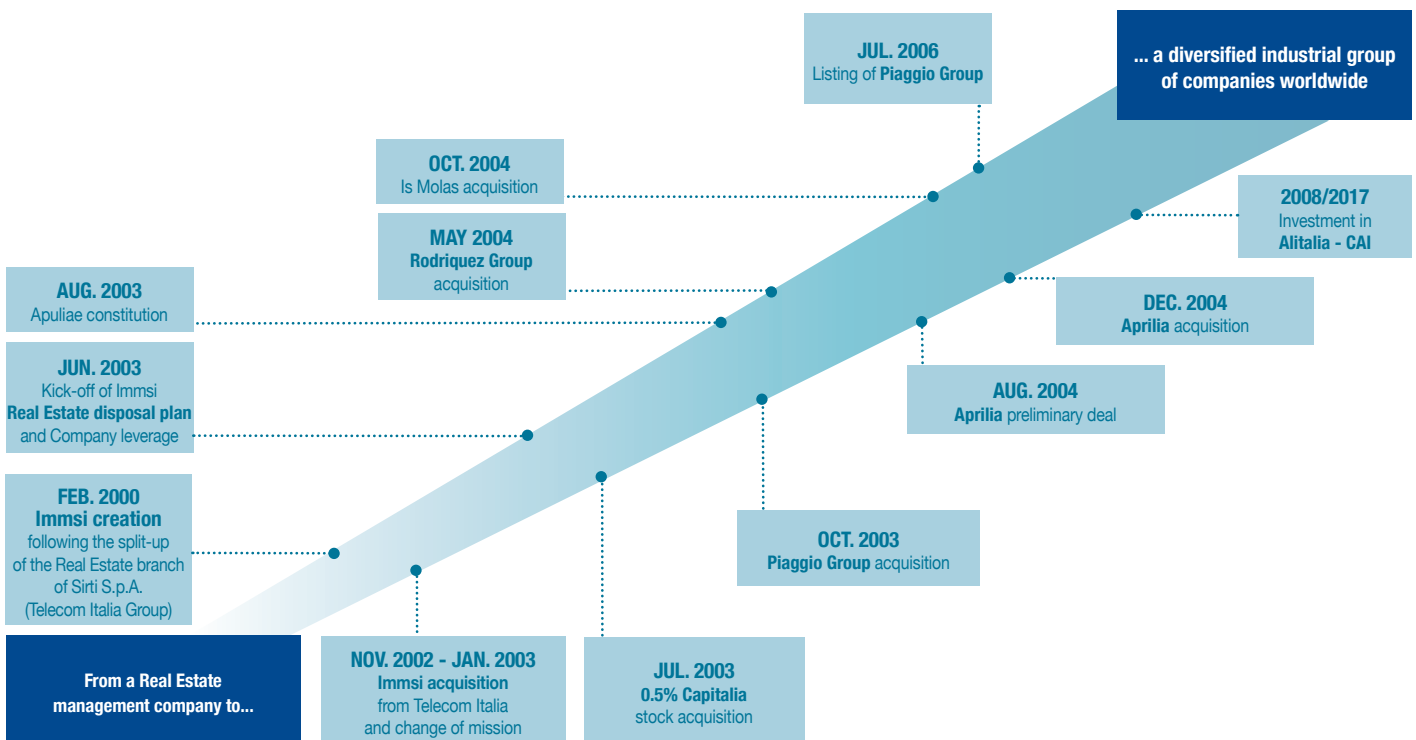 JUL. 2006
Listing of Piaggio Group
... a diversified industrial group
of companies worldwide
OCT. 2004
Is Molas acquisition
2008/2017
Investment in
Alitalia - CAI
MAY 2004
Rodriquez Group
acquisition
AUG. 2003
Apuliae constitution
DEC. 2004
Aprilia acquisition
JUN. 2003
Kick-off of Immsi
Real Estate disposal plan
and Company leverage
AUG. 2004
Aprilia preliminary deal
FEB. 2000
Immsi creation
following the split-up
of the Real Estate branch
of Sirti S.p.A.
(Telecom Italia Group)
OCT. 2003
Piaggio Group acquisition
From a Real Estate
management company to...
NOV. 2002 - JAN. 2003
Immsi acquisition
from Telecom Italia
and change of mission
JUL. 2003
0.5% Capitalia
stock acquisition